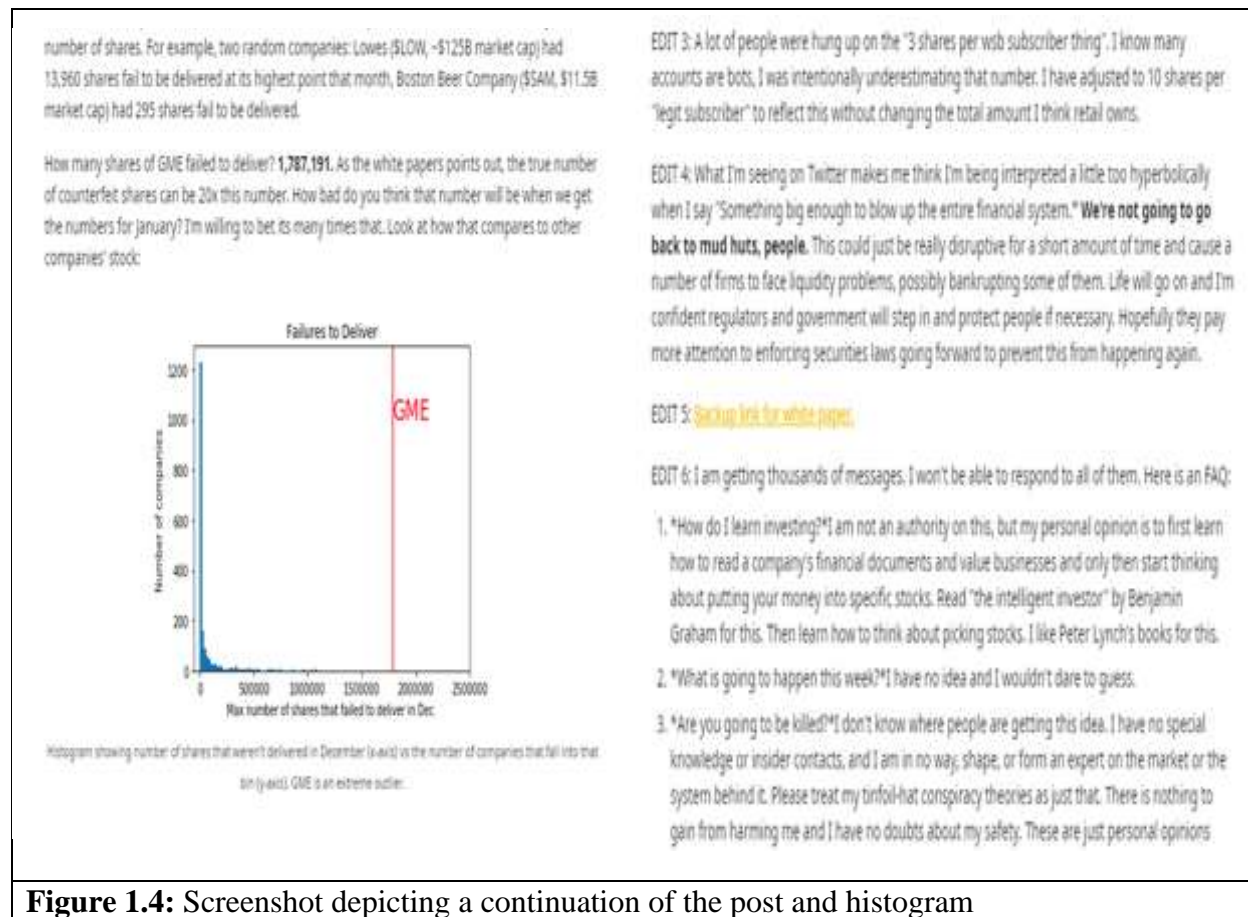 number of shares. For example, two random companies: Lowes ($LOW, ~$125B market cap) had
13,960 shares fail to be delivered at its highest point that month, Boston Beer Company ($SAM, $11.5B
market cap) had 295 shares fail to be delivered.
How many shares of GME failed to deliver? 1,787,191. As the white papers points out, the true number
of counterfeit shares can be 20x this number. How bad do you think that number will be when we get
the numbers for January? I'm willing to bet its many times that. Look at how that compares to other
companies' stock:
Failures to Deliver
1200
1000
800
600
400
200
0
Number of companies
GME
0 500000 1000000 1500000 2000000 2500000
Max number of shares that failed to deliver in Dec
Histogram showing number of shares that weren't delivered in December (x-axis) vs the number of companies that fall into that
bin (y-axis). GME is an extreme outlier.
EDIT 3: A lot of people were hung up on the "3 shares per wsb subscriber thing". I know many
accounts are bots, I was intentionally underestimating that number. I have adjusted to 10 shares per
"legit subscriber" to reflect this without changing the total amount I think retail owns.
EDIT 4: What I'm seeing on Twitter makes me think I'm being interpreted a little too hyperbolically
when I say "Something big enough to blow up the entire financial system." We're not going to go
back to mud huts, people. This could just be really disruptive for a short amount of time and cause a
number of firms to face liquidity problems, possibly bankrupting some of them. Life will go on and I'm
confident regulators and government will step in and protect people if necessary. Hopefully they pay
more attention to enforcing securities laws going forward to prevent this from happening again.
EDIT 5: Backup link for white paper.
EDIT 6: I am getting thousands of messages. I won't be able to respond to all of them. Here is an FAQ:
1. *How do I learn investing?*I am not an authority on this, but my personal opinion is to first learn
how to read a company's financial documents and value businesses and only then start thinking
about putting your money into specific stocks. Read "the intelligent investor" by Benjamin
Graham for this. Then learn how to think about picking stocks. I like Peter Lynch's books for this.
2. *What is going to happen this week?*I have no idea and I wouldn't dare to guess.
3. *Are you going to be killed?*I don't know where people are getting this idea. I have no special
knowledge or insider contacts, and I am in no way, shape, or form an expert on the market or the
system behind it. Please treat my tinfoil-hat conspiracy theories as just that. There is nothing to
gain from harming me and I have no doubts about my safety. These are just personal opinions
Figure 1.4: Screenshot depicting a continuation of the post and histogram